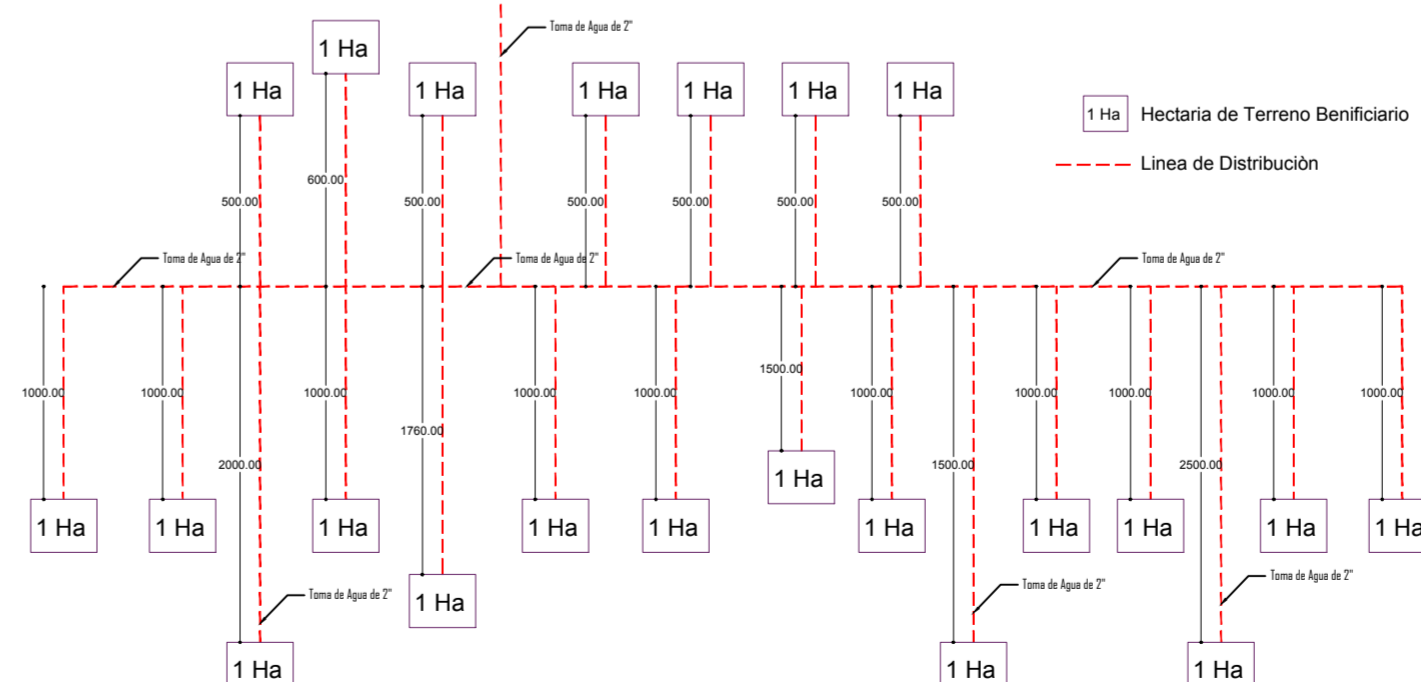 Toma de Agua de 2"
1 Ha
1 Ha
1 Ha
1 Ha
1 Ha
1 Ha
1 Ha
1 Ha Hectaria de Terreno Benificiario
Linea de Distribuciòn
600.00
500.00
500.00
500.00
500.00
500.00
500.00
Toma de Agua de 2"
Toma de Agua de 2"
Toma de Agua de 2"
1500.00
1000.00
1000.00
1000.00
1000.00
1000.00
1000.00
1000.00
1000.00
1000.00
1000.00
1760.00
2000.00
1500.00
2500.00
1 Ha
1 Ha
1 Ha
1 Ha
1 Ha
1 Ha
1 Ha
1 Ha
1 Ha
1 Ha
1 Ha
1 Ha
Toma de Agua de 2"
Toma de Agua de 2"
Toma de Agua de 2"
1 Ha
1 Ha
1 Ha